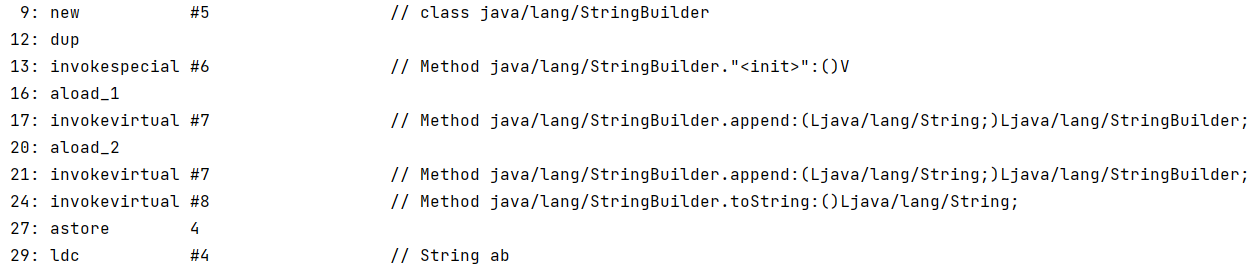 9: new #5 // class java/lang/StringBuilder
12: dup
13: invokespecial #6 // Method java/lang/StringBuilder."<init>":()V
16: aload_1
17: invokevirtual #7 // Method java/lang/StringBuilder.append:(Ljava/lang/String;)Ljava/lang/StringBuilder;
20: aload_2
21: invokevirtual #7 // Method java/lang/StringBuilder.append:(Ljava/lang/String;)Ljava/lang/StringBuilder;
24: invokevirtual #8 // Method java/lang/StringBuilder.toString:()Ljava/lang/String;
27: astore 4
29: ldc #4 // String ab